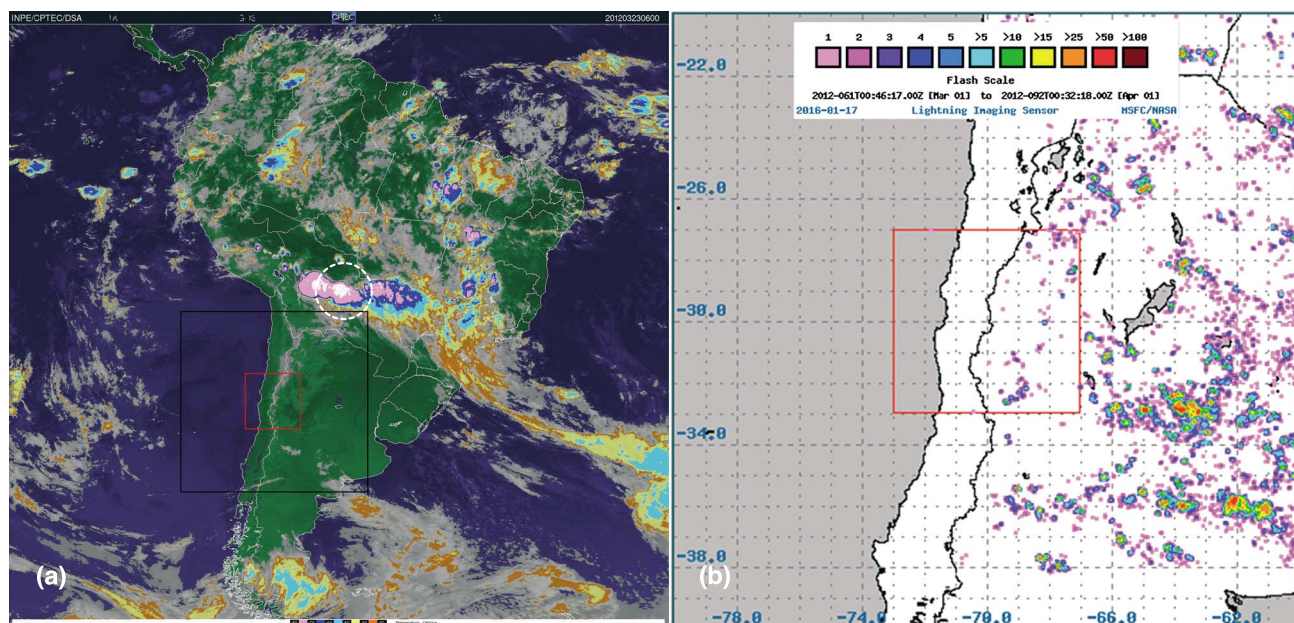 INPE/CPTEC/DSA
CPTEC
201203230600
(a)
1 2 3 4 5 >5 >10 >15 >25 >50 >100
Flash Scale
2012-061T00:46:17.00Z [Mar 01] to 2012-092T00:32:18.00Z [Apr 01]
2016-01-17 Lightning Imaging Sensor MSFC/NASA
-22.0
-26.0
-30.0
-34.0
-38.0
(b)
-78.0 -74.0 -70.0 -66.0 -62.0